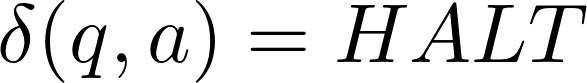 δ(q, a) = HALT